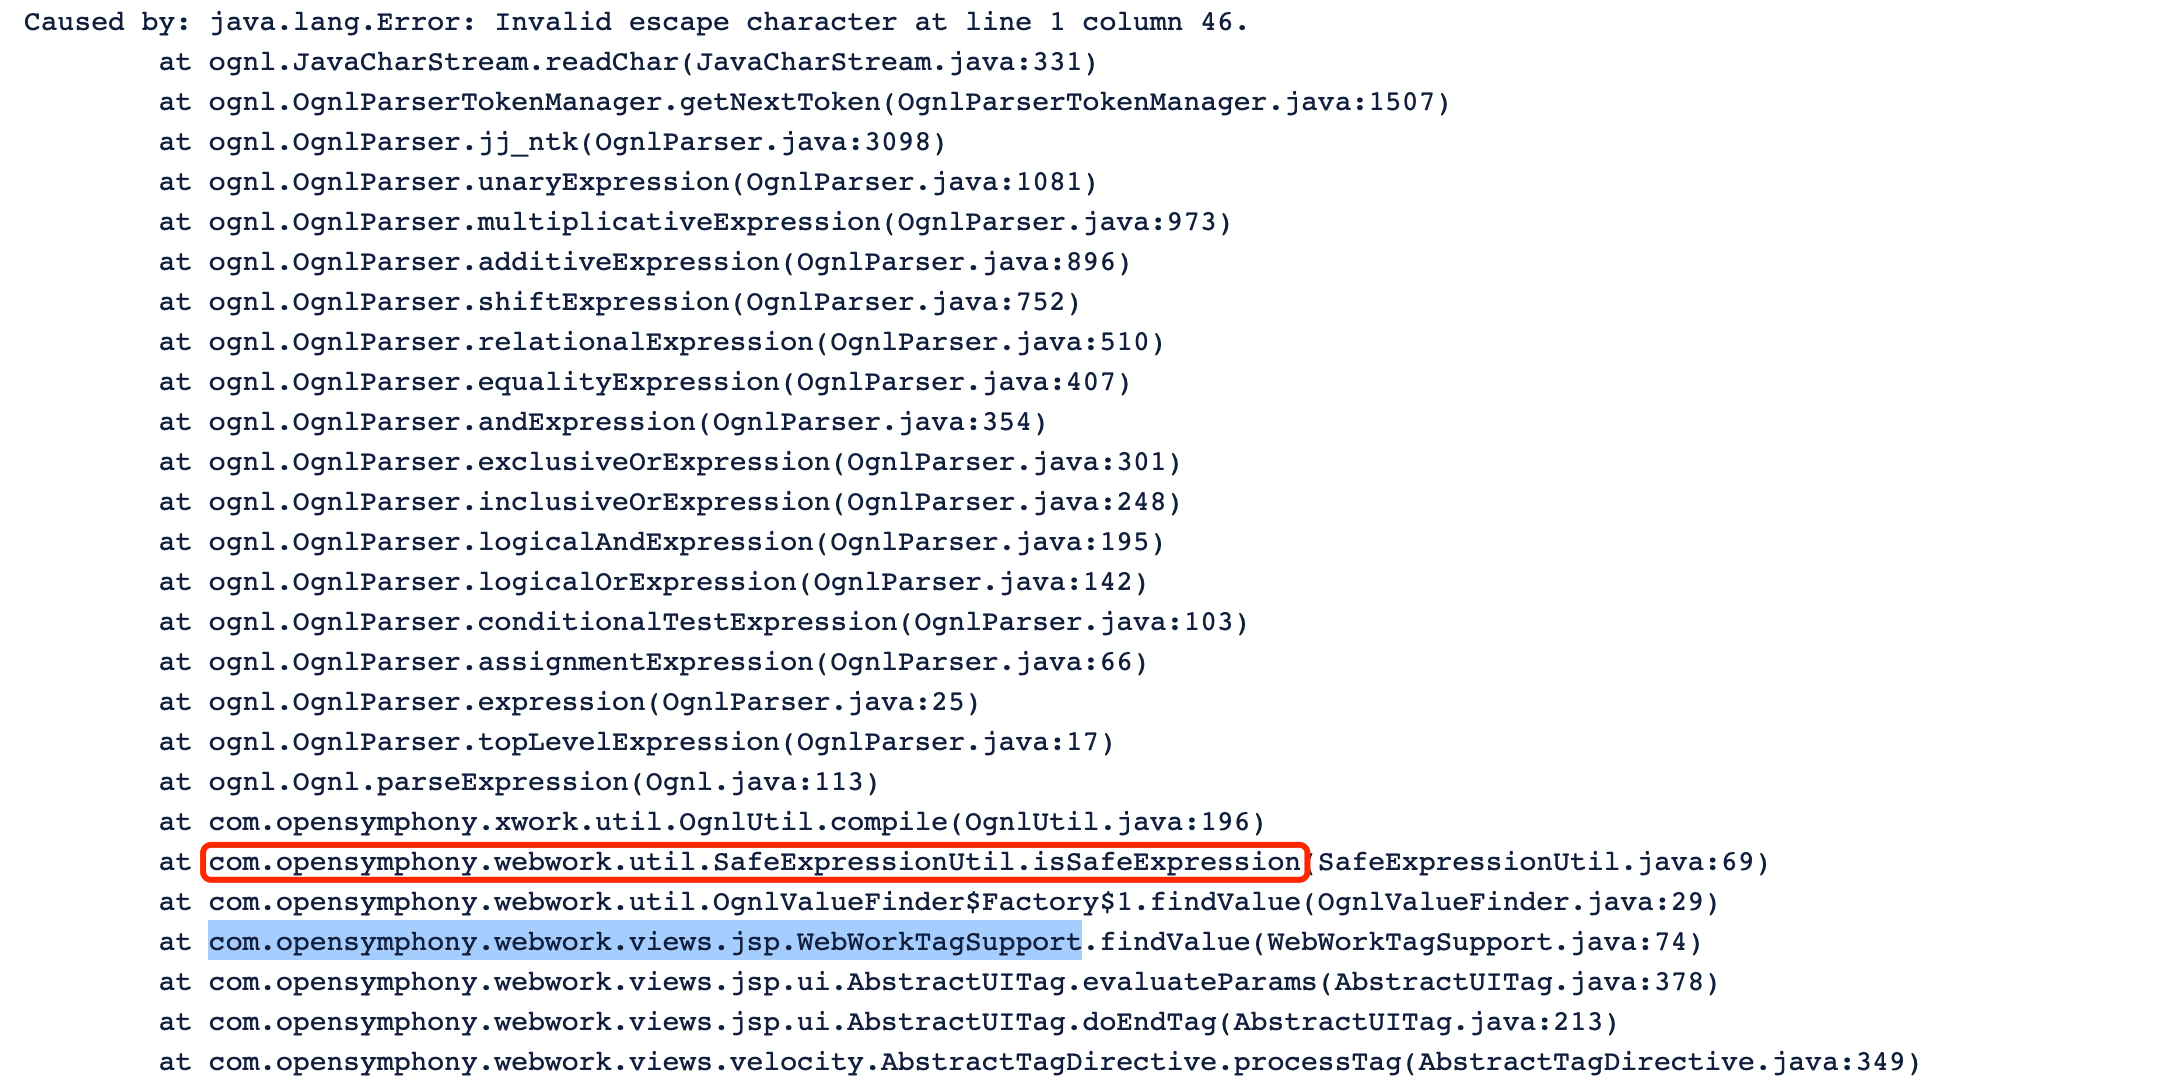 Caused by: java.lang.Error: Invalid escape character at line 1 column 46.
at ognl.JavaCharStream.readChar(JavaCharStream.java:331)
at ognl.OgnlParserTokenManager.getNextToken(OgnlParserTokenManager.java:1507)
at ognl.OgnlParser.jj_ntk(OgnlParser.java:3098)
at ognl.OgnlParser.unaryExpression(OgnlParser.java:1081)
at ognl.OgnlParser.multiplicativeExpression(OgnlParser.java:973)
at ognl.OgnlParser.additiveExpression(OgnlParser.java:896)
at ognl.OgnlParser.shiftExpression(OgnlParser.java:752)
at ognl.OgnlParser.relationalExpression(OgnlParser.java:510)
at ognl.OgnlParser.equalityExpression(OgnlParser.java:407)
at ognl.OgnlParser.andExpression(OgnlParser.java:354)
at ognl.OgnlParser.exclusiveOrExpression(OgnlParser.java:301)
at ognl.OgnlParser.inclusiveOrExpression(OgnlParser.java:248)
at ognl.OgnlParser.logicalAndExpression(OgnlParser.java:195)
at ognl.OgnlParser.logicalOrExpression(OgnlParser.java:142)
at ognl.OgnlParser.conditionalTestExpression(OgnlParser.java:103)
at ognl.OgnlParser.assignmentExpression(OgnlParser.java:66)
at ognl.OgnlParser.expression(OgnlParser.java:25)
at ognl.OgnlParser.topLevelExpression(OgnlParser.java:17)
at ognl.Ognl.parseExpression(Ognl.java:113)
at com.opensymphony.xwork.util.OgnlUtil.compile(OgnlUtil.java:196)
at com.opensymphony.webwork.util.SafeExpressionUtil.isSafeExpression(SafeExpressionUtil.java:69)
at com.opensymphony.webwork.util.OgnlValueFinder$Factory$1.findValue(OgnlValueFinder.java:29)
at com.opensymphony.webwork.views.jsp.WebWorkTagSupport.findValue(WebWorkTagSupport.java:74)
at com.opensymphony.webwork.views.jsp.ui.AbstractUITag.evaluateParams(AbstractUITag.java:378)
at com.opensymphony.webwork.views.jsp.ui.AbstractUITag.doEndTag(AbstractUITag.java:213)
at com.opensymphony.webwork.views.velocity.AbstractTagDirective.processTag(AbstractTagDirective.java:349)